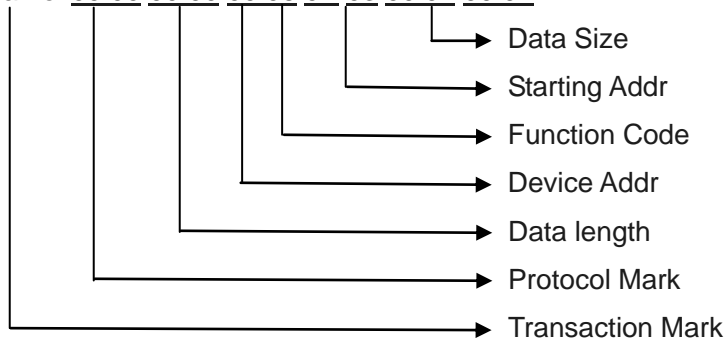 Data Size
Starting Addr
Function Code
Device Addr
Data length
Protocol Mark
Transaction Mark